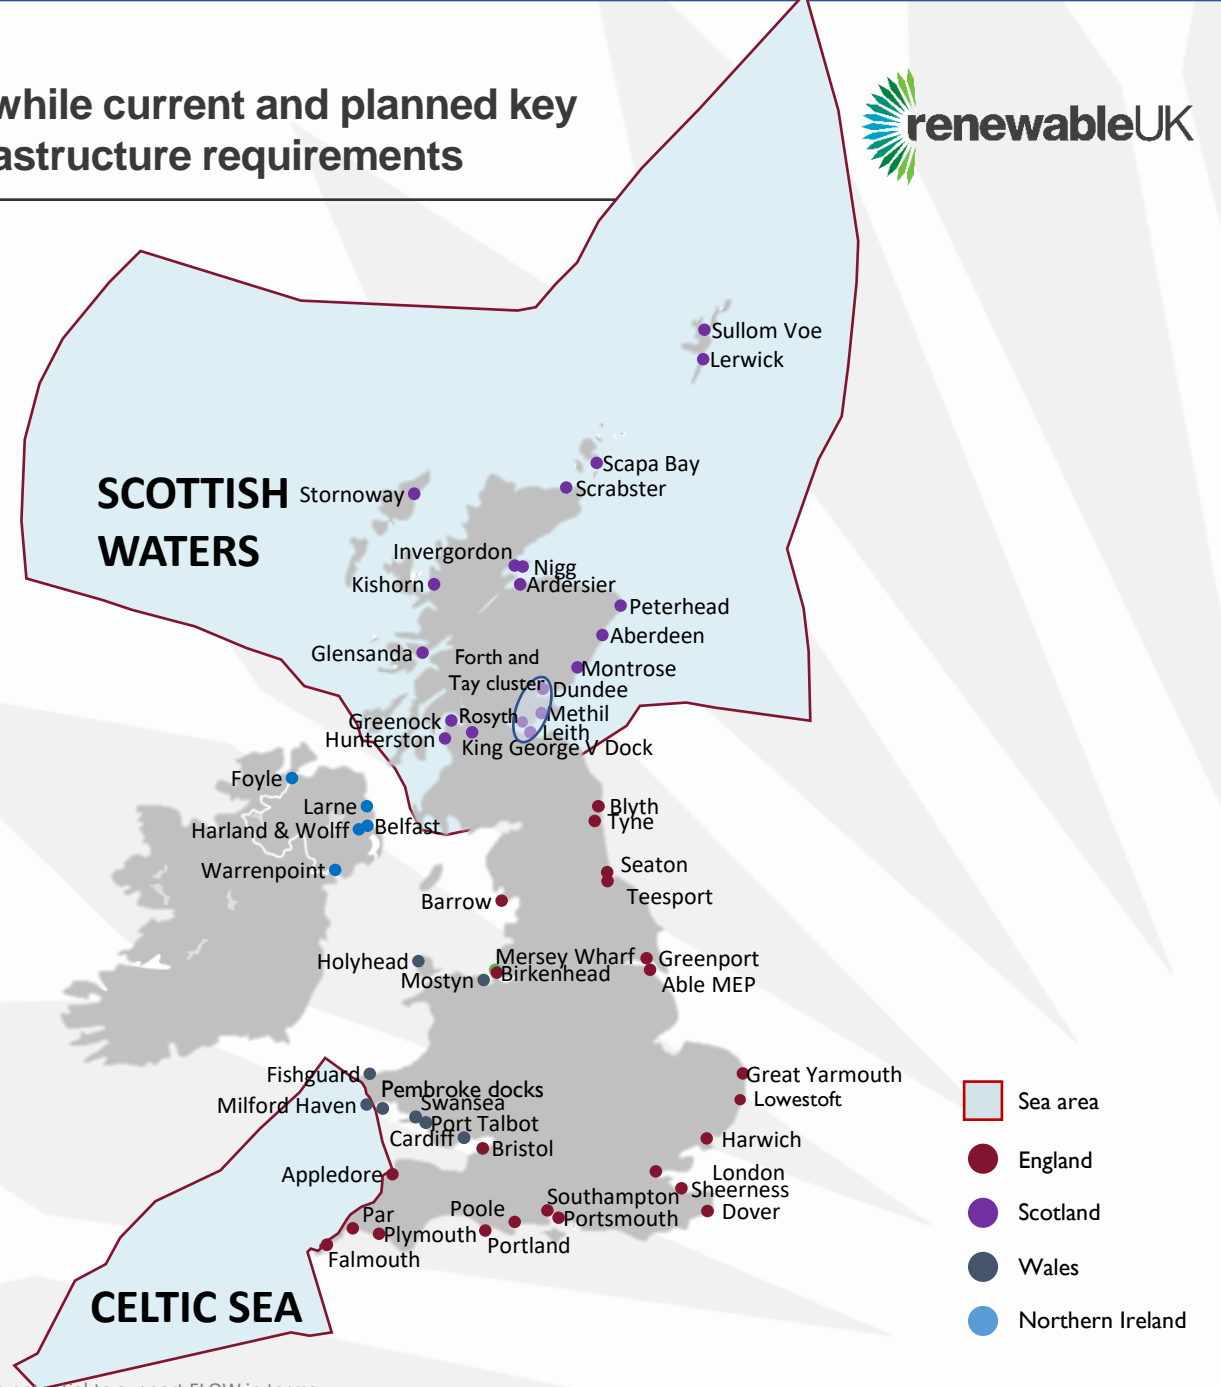 while current and planned key
astructure requirements
renewableUK
Sullom Voe
Lerwick
Scapa Bay
Scrabster
SCOTTISH
WATERS
Stornoway
Invergordon
Nigg
Kishorn
Ardersier
Peterhead
Aberdeen
Glensanda
Forth and
Tay cluster
Montrose
Dundee
Methil
Greenock
Rosyth
Leith
Hunterston
King George V Dock
Foyle
Larne
Harland & Wolff
Belfast
Warrenpoint
Blyth
Tyne
Seaton
Teesport
Barrow
Holyhead
Mersey Wharf
Greenport
Mostyn
Birkenhead
Able MEP
Fishguard
Pembroke docks
Milford Haven
Swansea
Port Talbot
Cardiff
Bristol
Appledore
Great Yarmouth
Lowestoft
Harwich
London
Sheerness
Dover
Southampton
Portsmouth
Poole
Portland
Par
Plymouth
Falmouth
CELTIC SEA
Sea area
England
Scotland
Wales
Northern Ireland